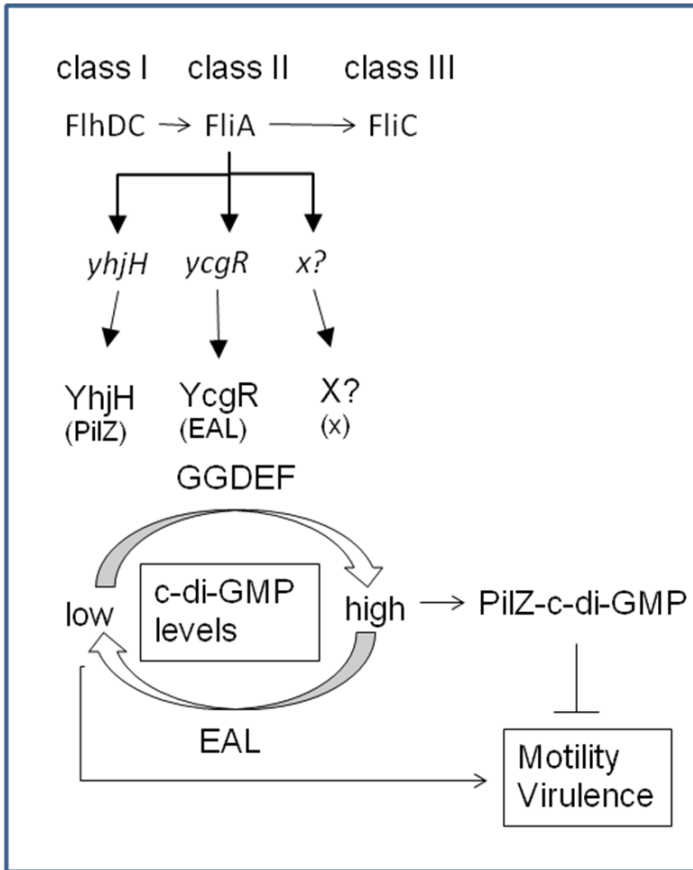 class I class II class III
FlhDC FliA FliC
yhjH ycgR x?
YhjH YcgR X?
(PilZ) (EAL) (x)
GGDEF
low c-di-GMP levels high PilZ-c-di-GMP
EAL
Motility
Virulence